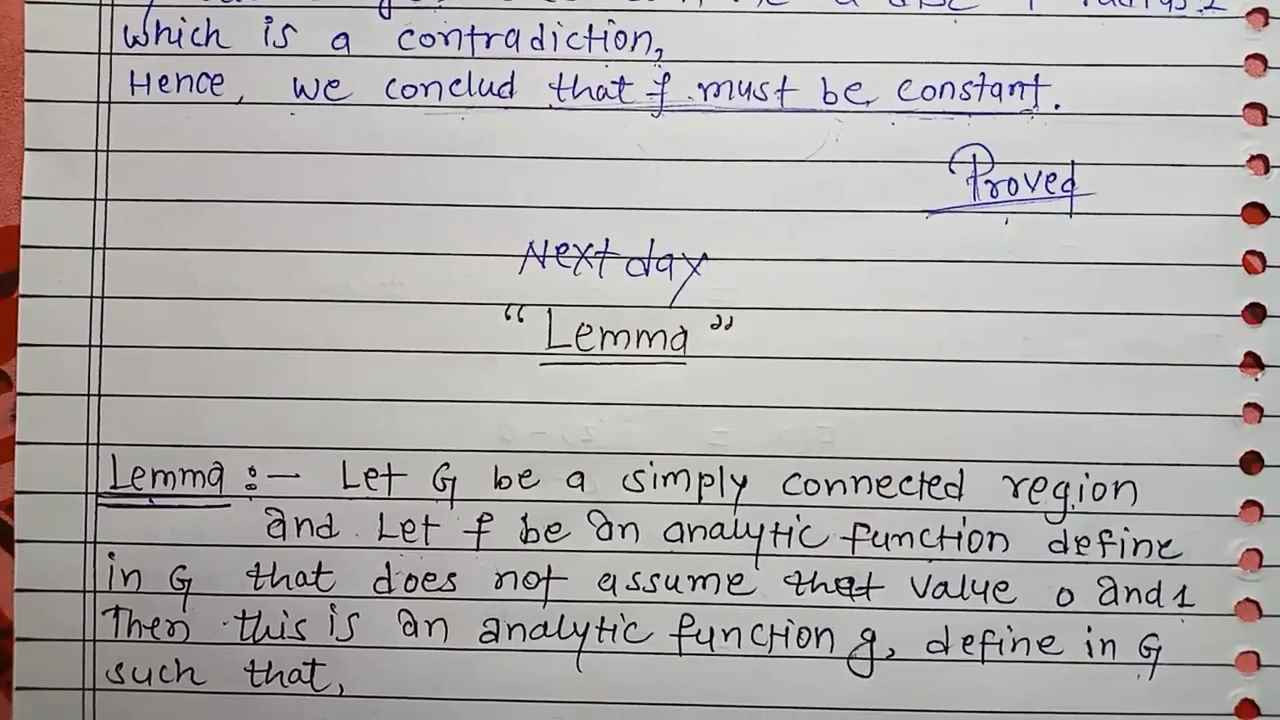 which is a contradiction,
Hence, we conclud that f must be constant.
Proved
Next day
"Lemma"
Lemma :- Let G be a simply connected region
and Let f be an analytic function define
in G that does not assume that value 0 and 1
Then this is an analytic function g, define in G
such that,